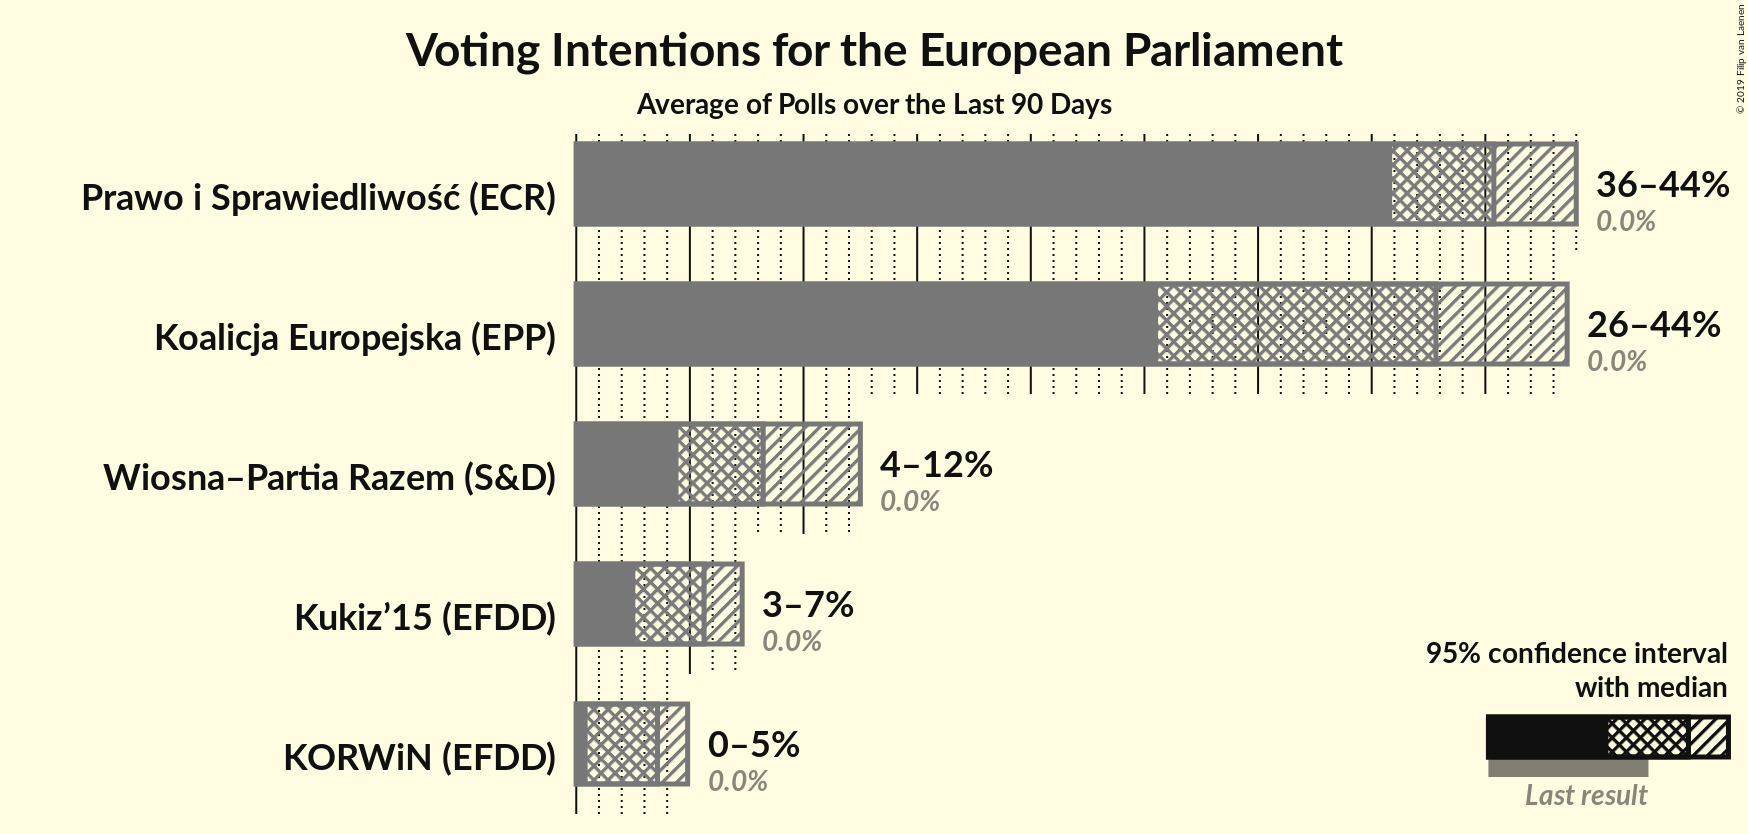 Voting Intentions for the European Parliament
Average of Polls over the Last 90 Days
© 2019 Filip van Laenen
Prawo i Sprawiedliwość (ECR)
36–44%
0.0%
Koalicja Europejska (EPP)
26–44%
0.0%
Wiosna–Partia Razem (S&D)
4–12%
0.0%
Kukiz’15 (EFDD)
3–7%
0.0%
KORWiN (EFDD)
0–5%
0.0%
95% confidence interval
with median
Last result